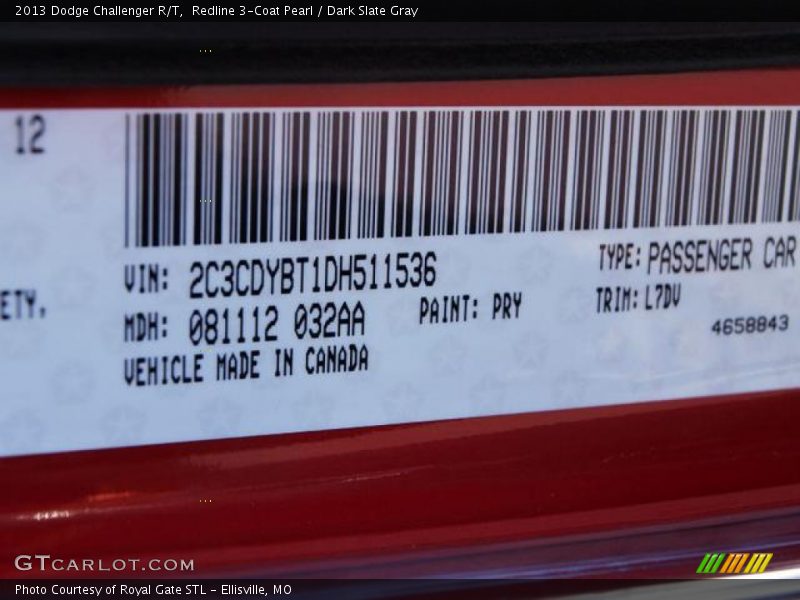 2013 Dodge Challenger R/T,  Redline 3-Coat Pearl / Dark Slate Gray
12
VIN: 2C3CDYBT1DH511536
TYPE: PASSENGER CAR
ETY,
MDH: 081112 032AA
PAINT: PRY
TRIM: L7DV
4658843
VEHICLE MADE IN CANADA
GTCARLOT.COM
Photo Courtesy of Royal Gate STL - Ellisville, MO